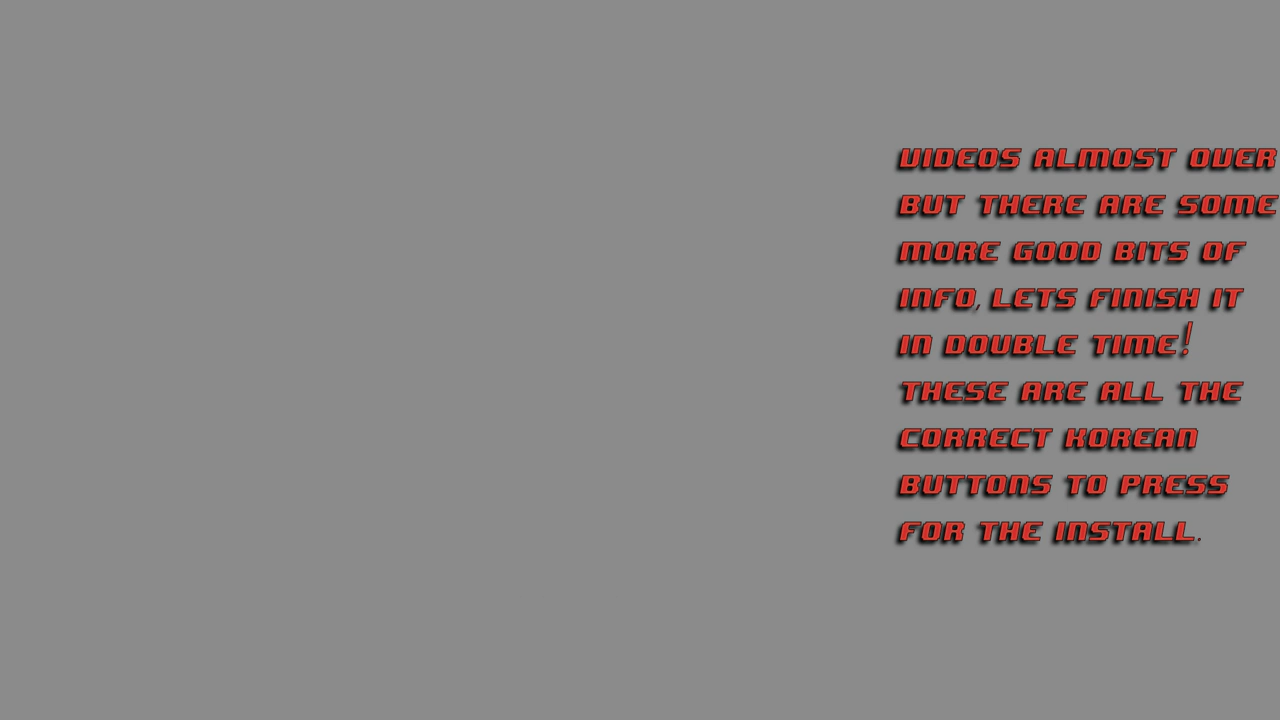 VIDEOS ALMOST OVER
BUT THERE ARE SOME
MORE GOOD BITS OF
INFO, LETS FINISH IT
IN DOUBLE TIME!
THESE ARE ALL THE
CORRECT KOREAN
BUTTONS TO PRESS
FOR THE INSTALL.